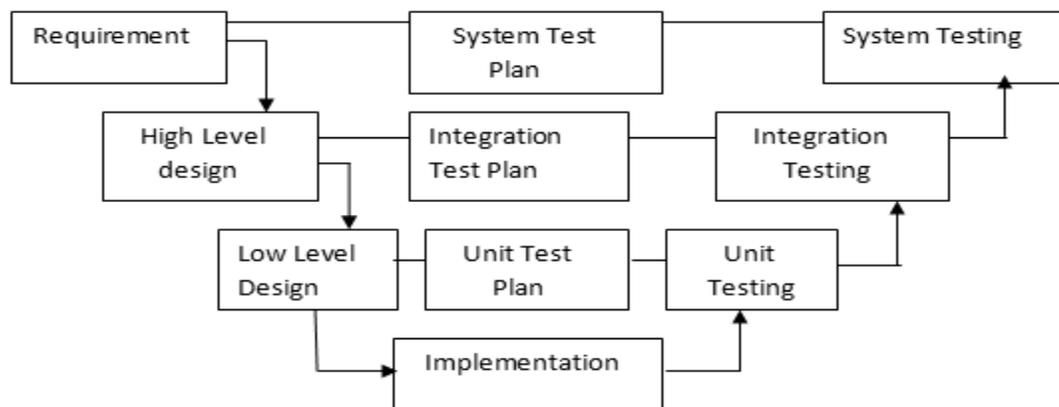 Requirement
System Test
Plan
System Testing
High Level
design
Integration
Test Plan
Integration
Testing
Low Level
Design
Unit Test
Plan
Unit
Testing
Implementation